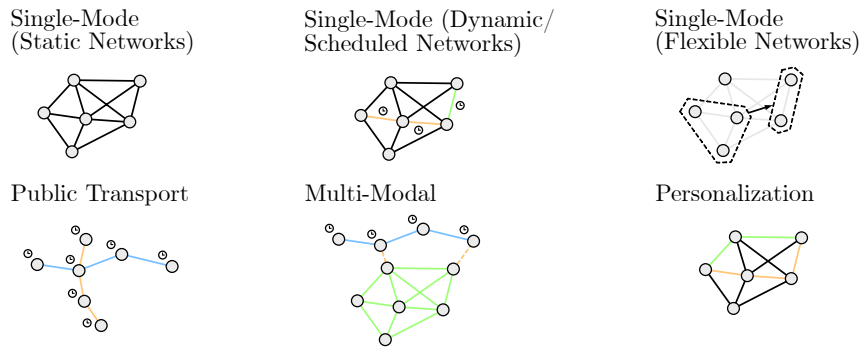 Single-Mode
(Static Networks)
Single-Mode (Dynamic/
Scheduled Networks)
Single-Mode
(Flexible Networks)
Public Transport
Multi-Modal
Personalization